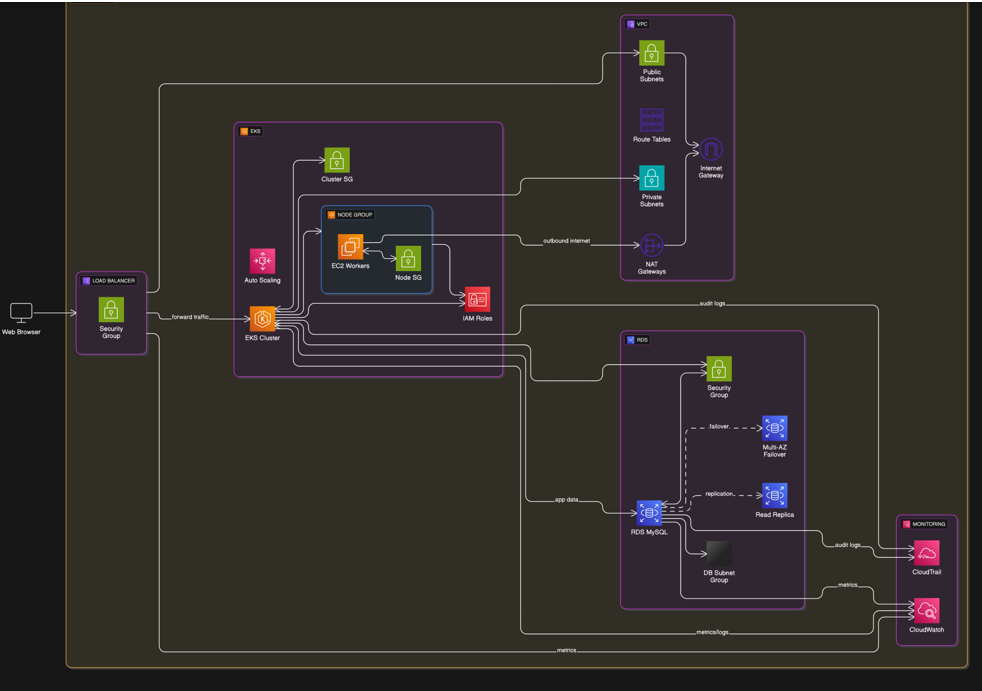 VPC
Public
Subnets
Route Tables
Internet
Gateway
Private
Subnets
outbound internet
NAT
Gateways
EKS
Cluster SG
NODE GROUP
EC2 Workers
Node SG
Auto Scaling
IAM Roles
EKS Cluster
LOAD BALANCER
Security
Group
Web Browser
forward traffic
audit logs
RDS
Security
Group
failover
Multi-AZ
Failover
replication
Read Replica
app data
RDS MySQL
DB Subnet
Group
audit logs
metrics
MONITORING
CloudTrail
CloudWatch
metrics/logs
metrics